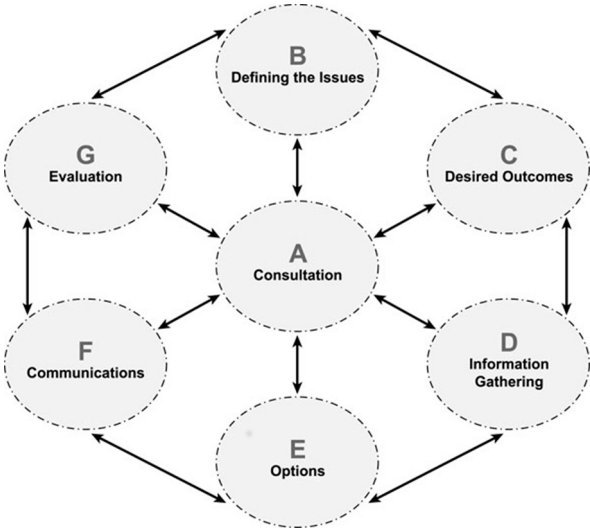 B
Defining the Issues
G
Evaluation
C
Desired Outcomes
A
Consultation
F
Communications
D
Information
Gathering
E
Options